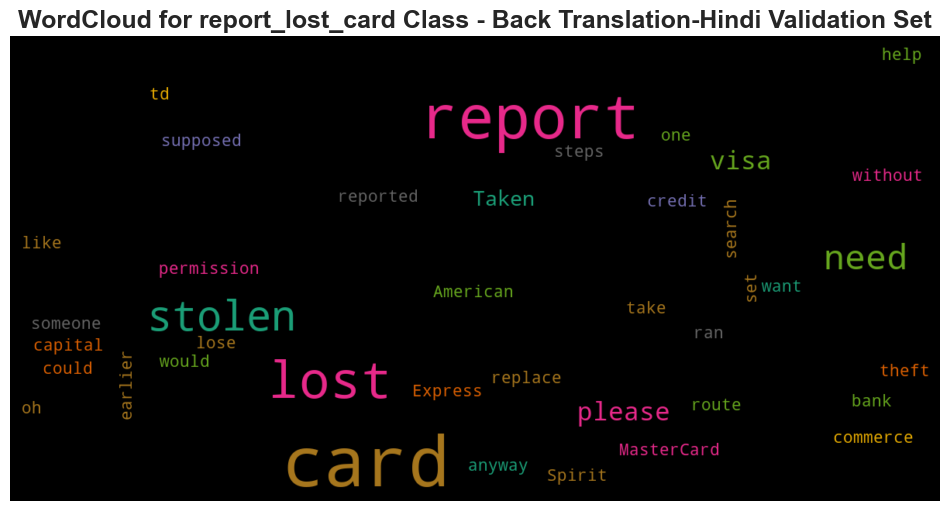 WordCloud for report_lost_card Class - Back Translation-Hindi Validation Set
help
td
report
supposed
one
steps
visa
without
reported
Taken
credit
search
like
need
permission
American
set
want
stolen
take
someone
ran
capital
lose
would
could
earlier
lost
Express
replace
theft
oh
please
route
bank
card
commerce
MasterCard
anyway
Spirit